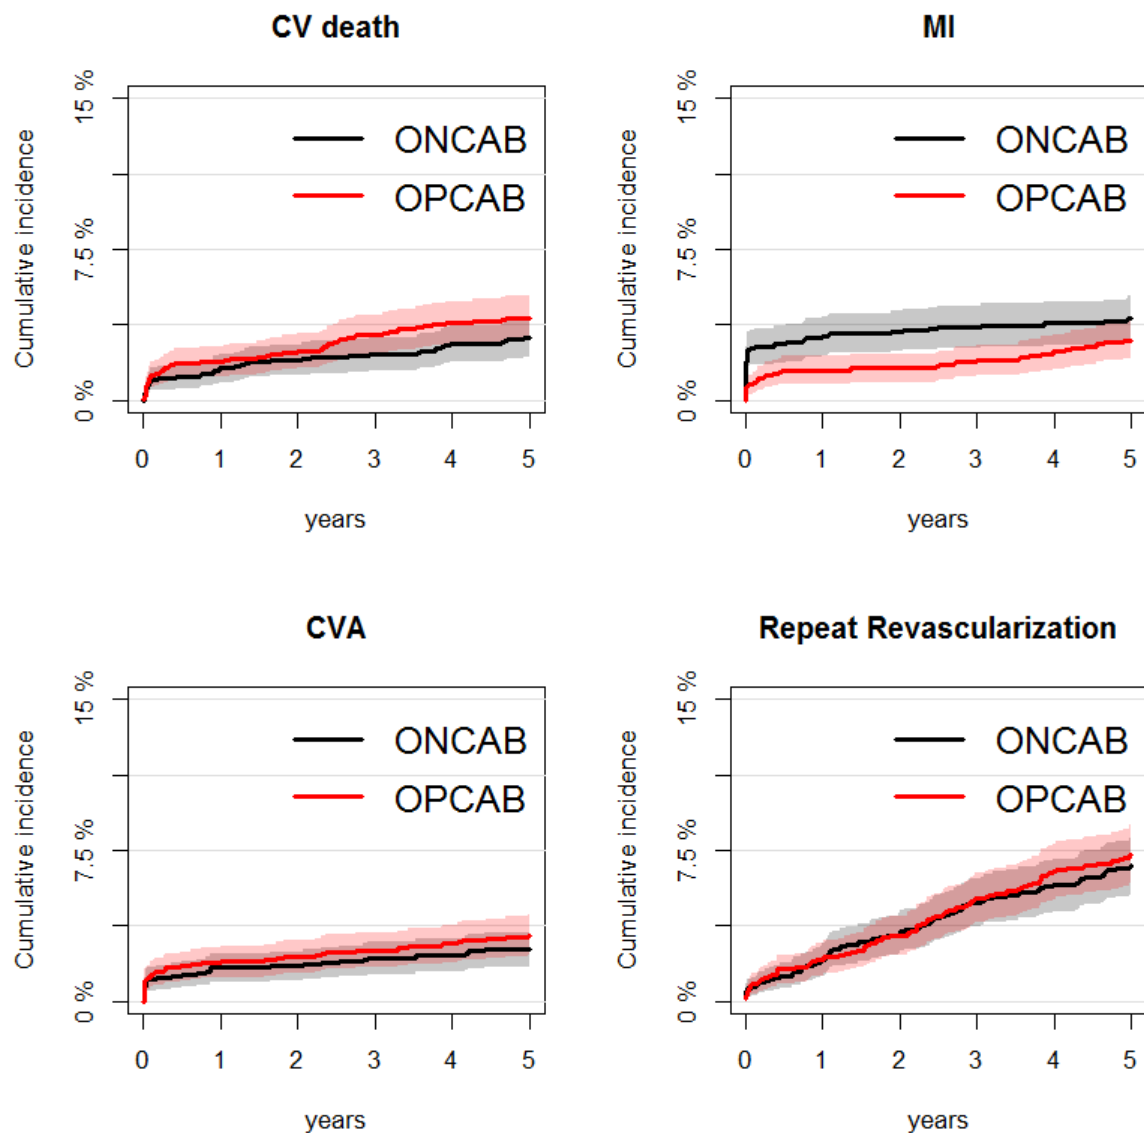 CV death
Cumulative incidence
15 %
7.5 %
0 %
ONCAB
OPCAB
0 1 2 3 4 5
years
MI
Cumulative incidence
15 %
7.5 %
0 %
ONCAB
OPCAB
0 1 2 3 4 5
years
CVA
Cumulative incidence
15 %
7.5 %
0 %
ONCAB
OPCAB
0 1 2 3 4 5
years
Repeat Revascularization
Cumulative incidence
15 %
7.5 %
0 %
ONCAB
OPCAB
0 1 2 3 4 5
years